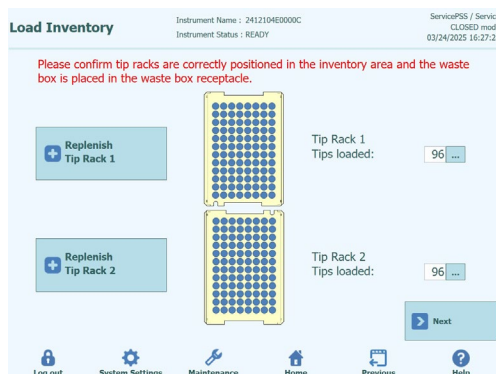 Load Inventory
Instrument Name : 2412104E0000C
Instrument Status : READY
ServicePSS / Servic
CLOSED mod
03/24/2025 16:27:2
Please confirm tip racks are correctly positioned in the inventory area and the waste
box is placed in the waste box receptacle.
Replenish
Tip Rack 1
Tip Rack 1
Tips loaded:
96 ...
Replenish
Tip Rack 2
Tip Rack 2
Tips loaded:
96 ...
Next
Log out
System Settings
Maintenance
Home
Previous
Help